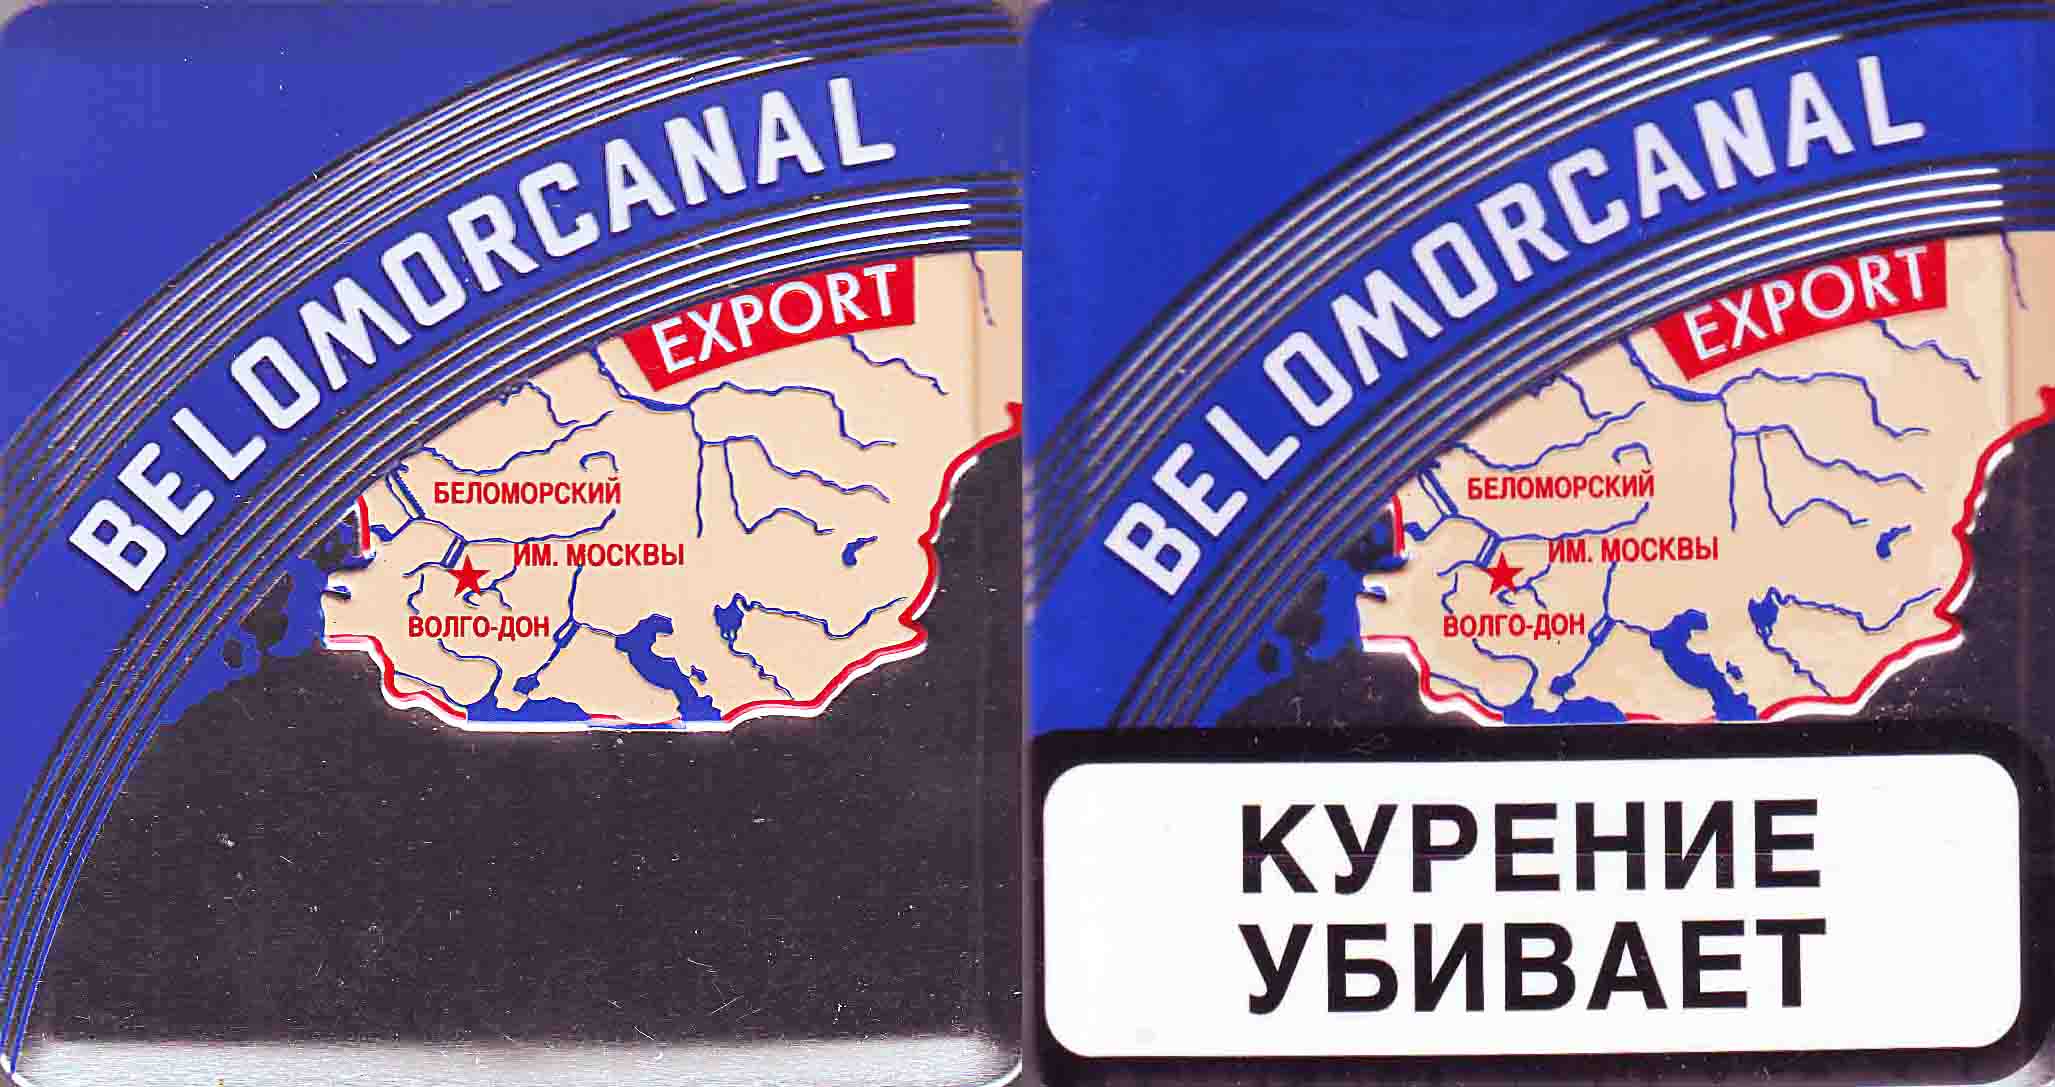 BELOMORCANAL
EXPORT
БЕЛОМОРСКИЙ
ИМ. МОСКВЫ
ВОЛГО-ДОН
BELOMORCANAL
EXPORT
БЕЛОМОРСКИЙ
ИМ. МОСКВЫ
ВОЛГО-ДОН
КУРЕНИЕ
УБИВАЕТ